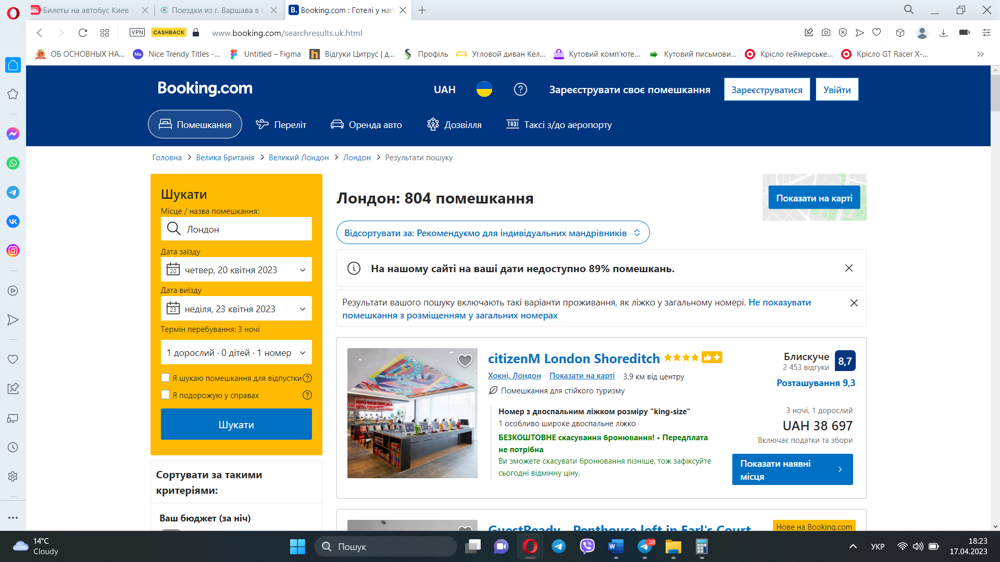 Билеты на автобус Киев -
Поездки из г. Варшава в г
B. Booking.com : Готелі у нап
VPN CASHBACK www.booking.com/searchresults.uk.html
ОБ ОСНОВНЫХ НА...
Ma Nice Trendy Titles -...
Untitled – Figma
Відгуки Цитрус | д...
Профіль
Угловой диван Кел...
Кутовий комп'юте...
Кутовий письмови...
Крісло геймерське...
Крісло GT Racer X-...
Booking.com
UAH
Зареєструвати своє помешкання
Зареєструватися
Увійти
Помешкання
Переліт
Оренда авто
Дозвілля
TAXI Таксі з/до аеропорту
Головна > Велика Британія > Великий Лондон > Лондон > Результати пошуку
Шукати
Місце / назва помешкання:
Лондон
Дата заїзду
20 четвер, 20 квітня 2023
Дата виїзду
23 неділя, 23 квітня 2023
Термін перебування: 3 ночі
1 дорослий · 0 дітей · 1 номер
Я шукаю помешкання для відпустки ?
Я подорожую у справах ?
Шукати
Сортувати за такими
критеріями:
Ваш бюджет (за ніч)
Лондон: 804 помешкання
Показати на карті
Відсортувати за: Рекомендуємо для індивідуальних мандрівників
На нашому сайті на ваші дати недоступно 89% помешкань.
Результати вашого пошуку включають такі варіанти проживання, як ліжко у загальному номері. Не показувати
помешкання з розміщенням у загальних номерах
citizenM London Shoreditch
Хокні, Лондон · Показати на карті · 3,9 км від центру
Помешкання для стійкого туризму
Блискуче 8,7
2 453 відгуки
Розташування 9,3
Номер з двоспальним ліжком розміру "king-size"
1 особливо широке двоспальне ліжко
БЕЗКОШТОВНЕ скасування бронювання! • Передплата
не потрібна
Ви зможете скасувати бронювання пізніше, тож зафіксуйте
сьогодні відмінну ціну.
3 ночі, 1 дорослий
UAH 38 697
Включає податки та збори
Показати наявні
місця
GuestReady - Penthouse loft in Earl's Court
Нове на Booking.com
14°C
Cloudy
Пошук
УКР
18:23
17.04.2023